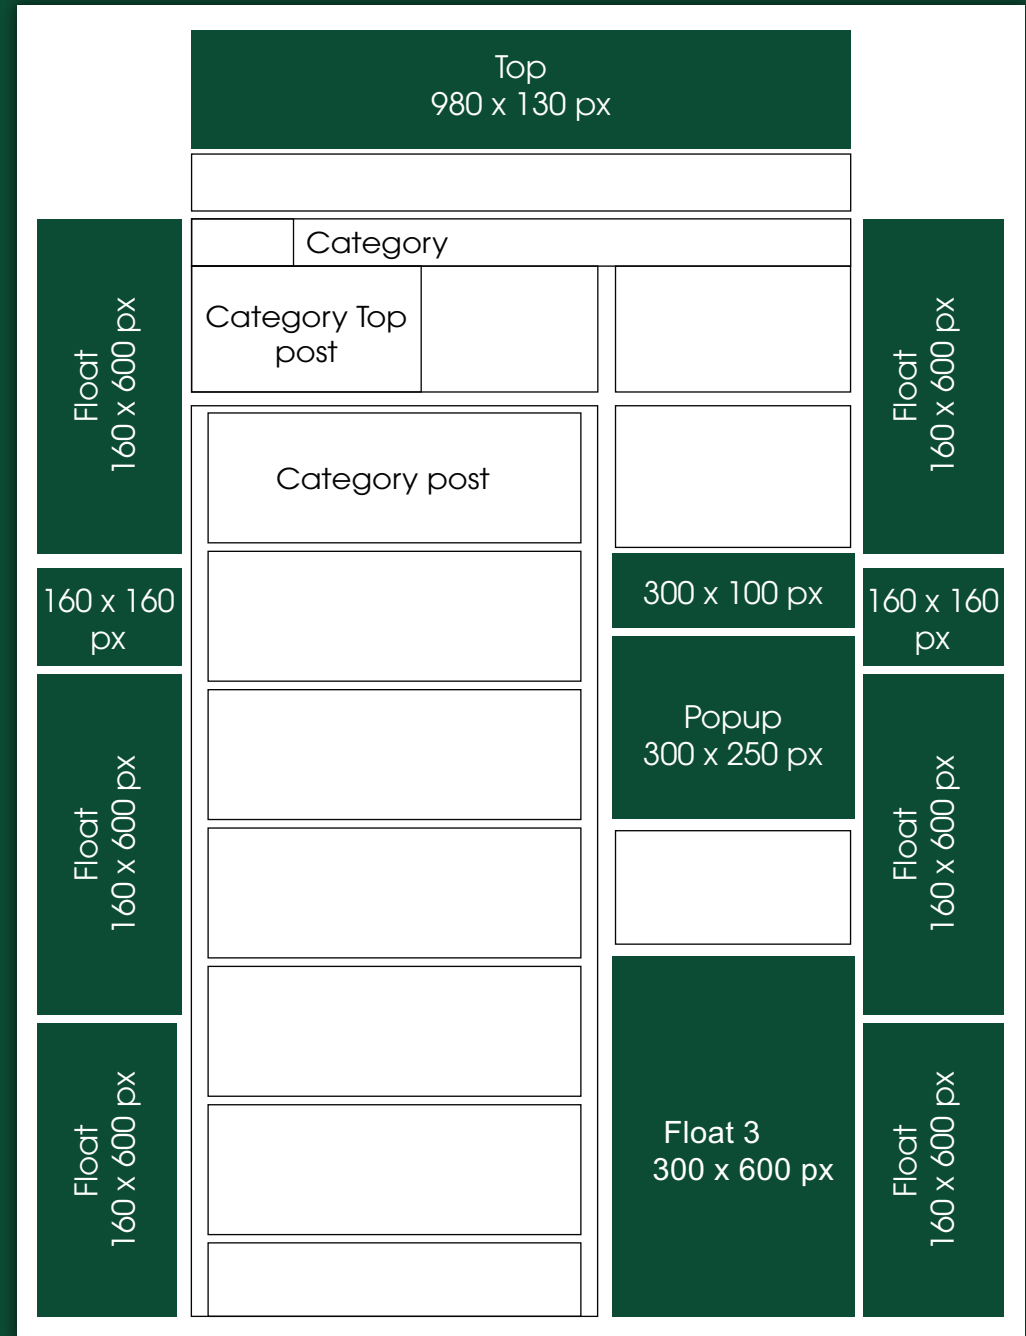 Top
980 x 130 px
Category
Category Top
post
Float
160 x 600 px
Float
160 x 600 px
Category post
160 x 160
px
300 x 100 px
160 x 160
px
Popup
300 x 250 px
Float
160 x 600 px
Float
160 x 600 px
Float
160 x 600 px
Float 3
300 x 600 px
Float
160 x 600 px